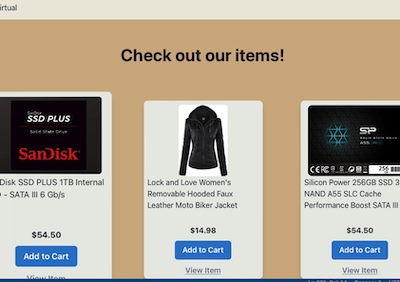 irtual
Check out our items!
SanDisk
SSD PLUS
Solid State Drive
SanDisk
SP
A55
256
Disk SSD PLUS 1TB Internal
- SATA III 6 Gb/s
$54.50
Add to Cart
View Item
Lock and Love Women's
Removable Hooded Faux
Leather Moto Biker Jacket
$14.98
Add to Cart
View Item
Silicon Power 256GB SSD 3
NAND A55 SLC Cache
Performance Boost SATA III
$54.50
Add to Cart
View Item